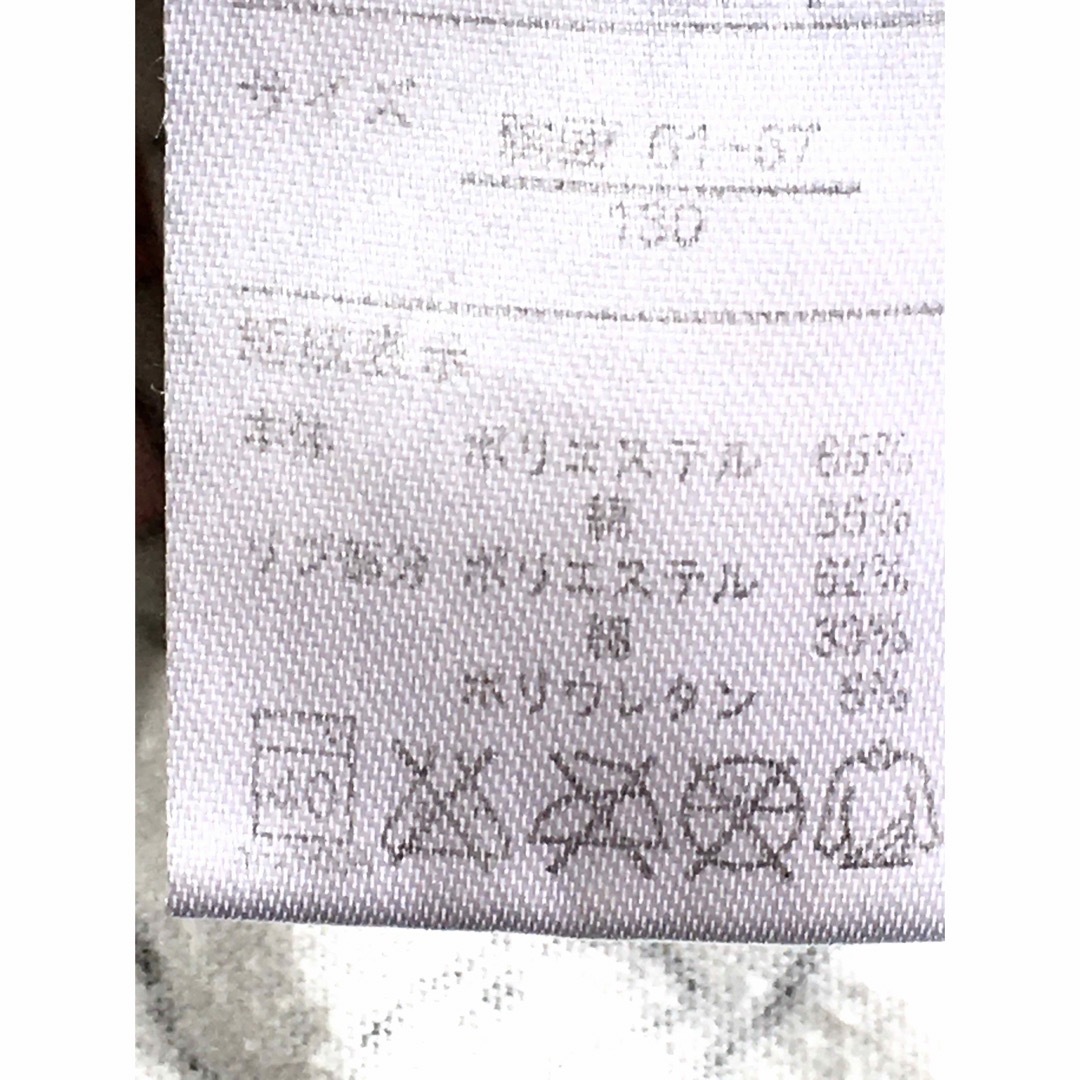 サイズ
胸囲 61-67
130
組成表示
本体 ポリエステル 65%
綿 35%
リブ部分 ポリエステル 62%
綿
ポリウレタン
40